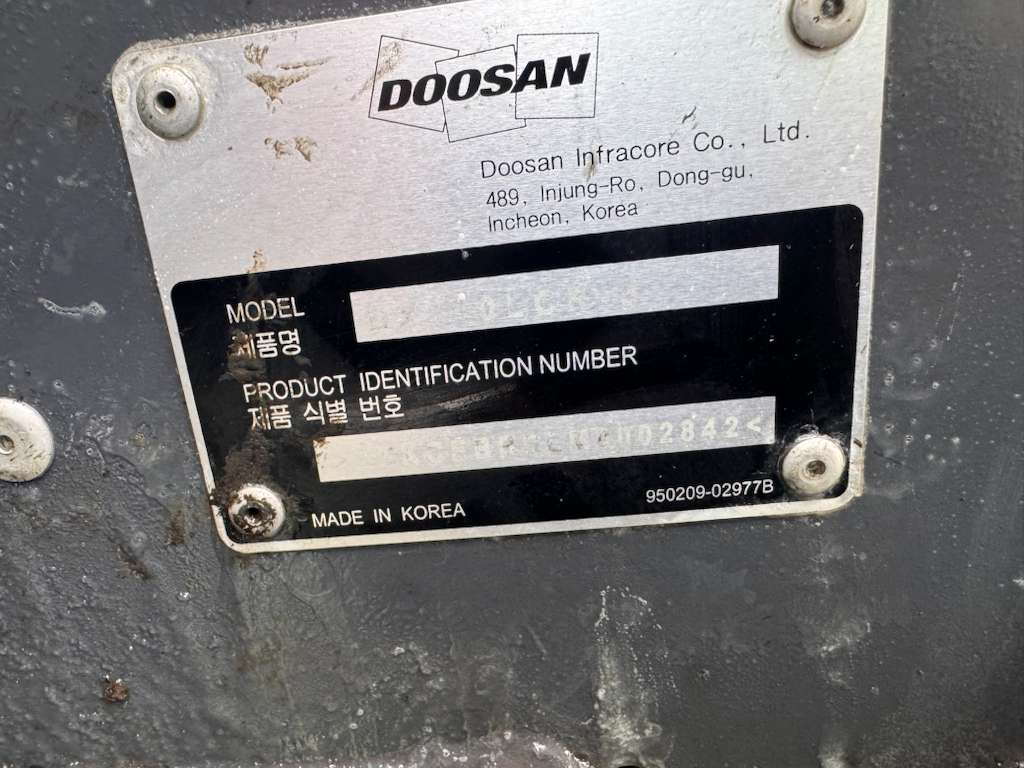 DOOSAN
Doosan Infracore Co., Ltd.
489, Injung-Ro, Dong-gu,
Incheon, Korea
MODEL
제품명
PRODUCT IDENTIFICATION NUMBER
제품 식별 번호
MADE IN KOREA
950209-02977B